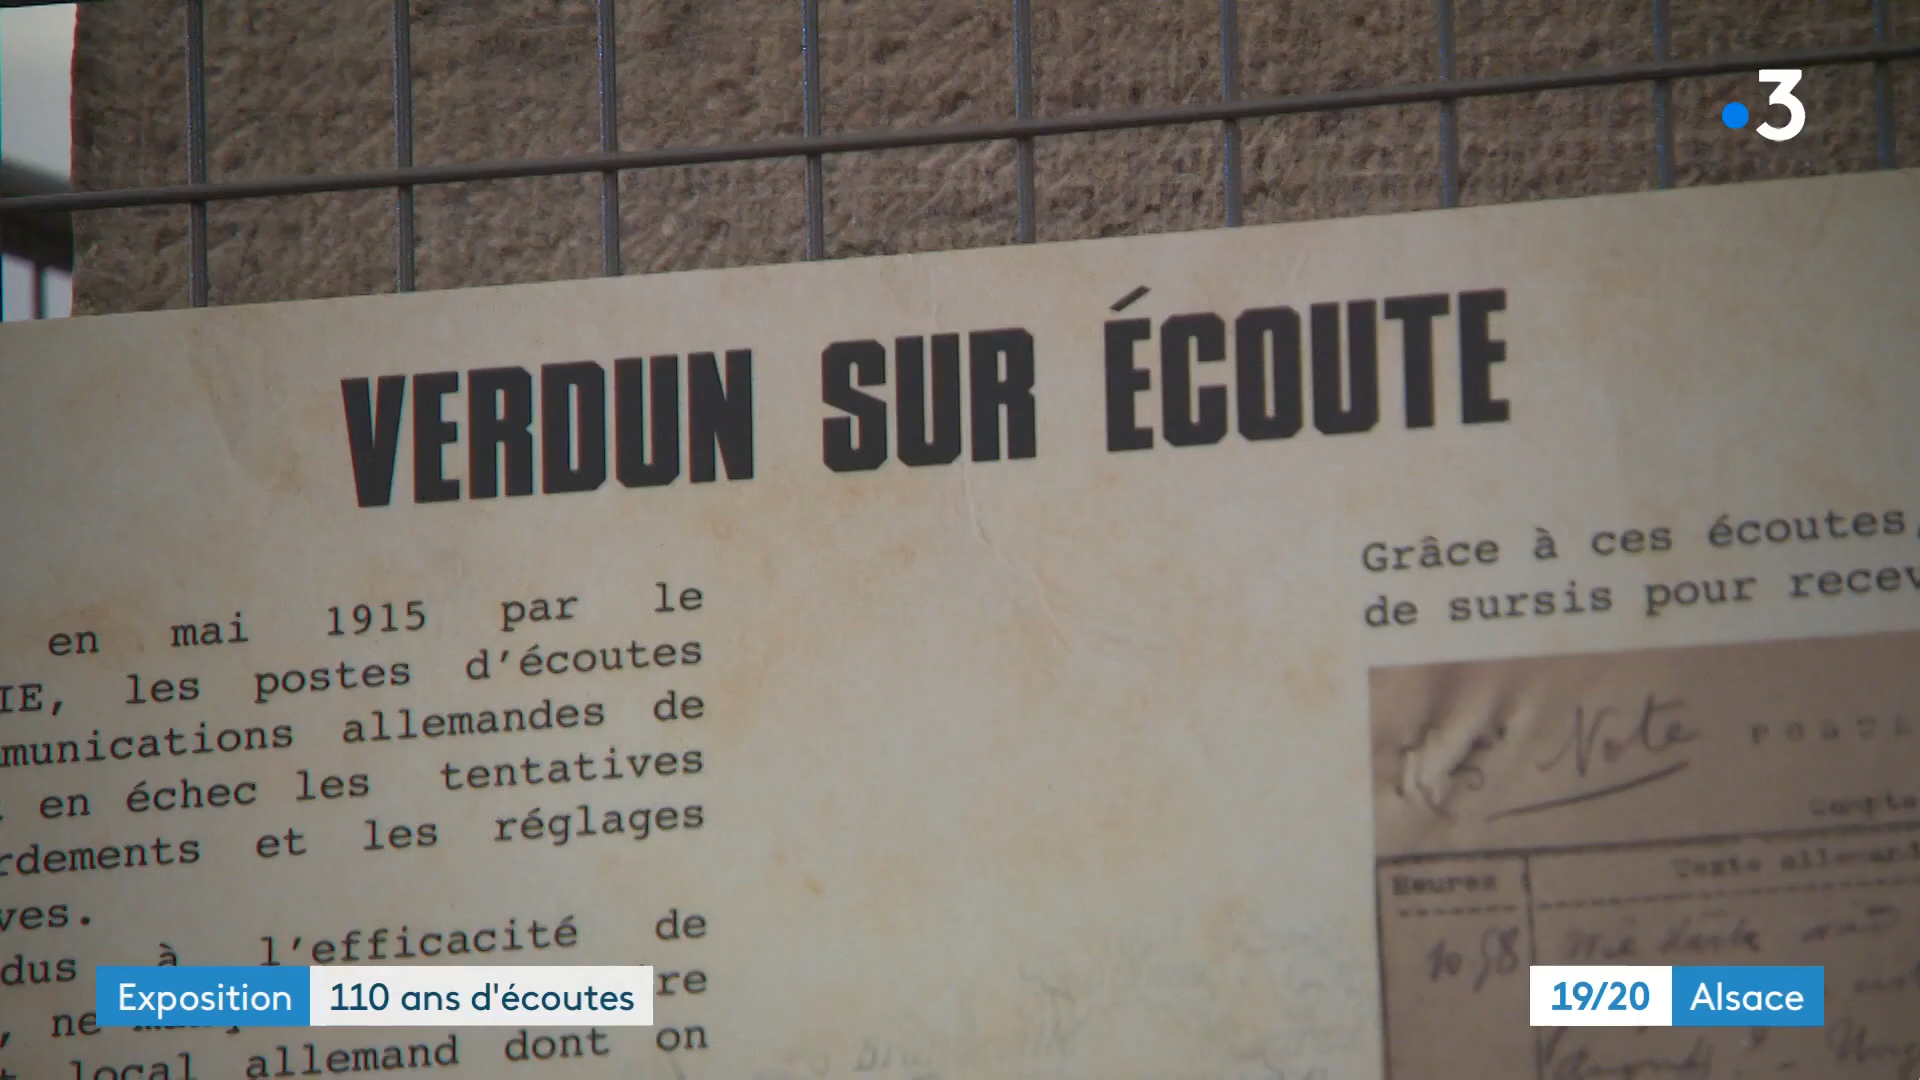 3
VERDUN SUR ÉCOUTE
en mai 1915 par le
IE, les postes d'écoutes
munications allemandes de
en échec les tentatives
rdements et les réglages
ves.
dus à l'efficacité de
re
, ne
local allemand dont on
Grâce à ces écoutes,
de sursis pour recev
Note
Heures
Exposition 110 ans d'écoutes
19/20 Alsace